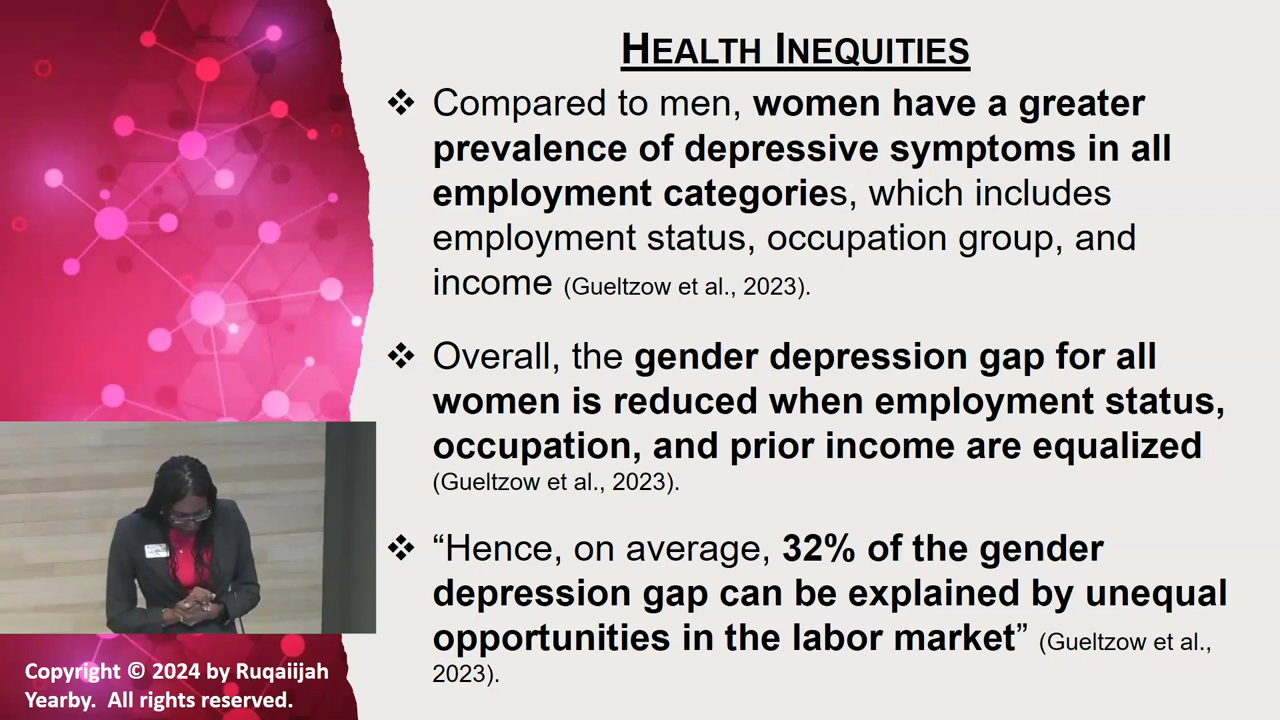 HEALTH INEQUITIES
❖ Compared to men, women have a greater
prevalence of depressive symptoms in all
employment categories, which includes
employment status, occupation group, and
income (Gueltzow et al., 2023).
❖ Overall, the gender depression gap for all
women is reduced when employment status,
occupation, and prior income are equalized
(Gueltzow et al., 2023).
❖ “Hence, on average, 32% of the gender
depression gap can be explained by unequal
opportunities in the labor market” (Gueltzow et al.,
2023).
Copyright © 2024 by Ruqaiijah
Yearby. All rights reserved.